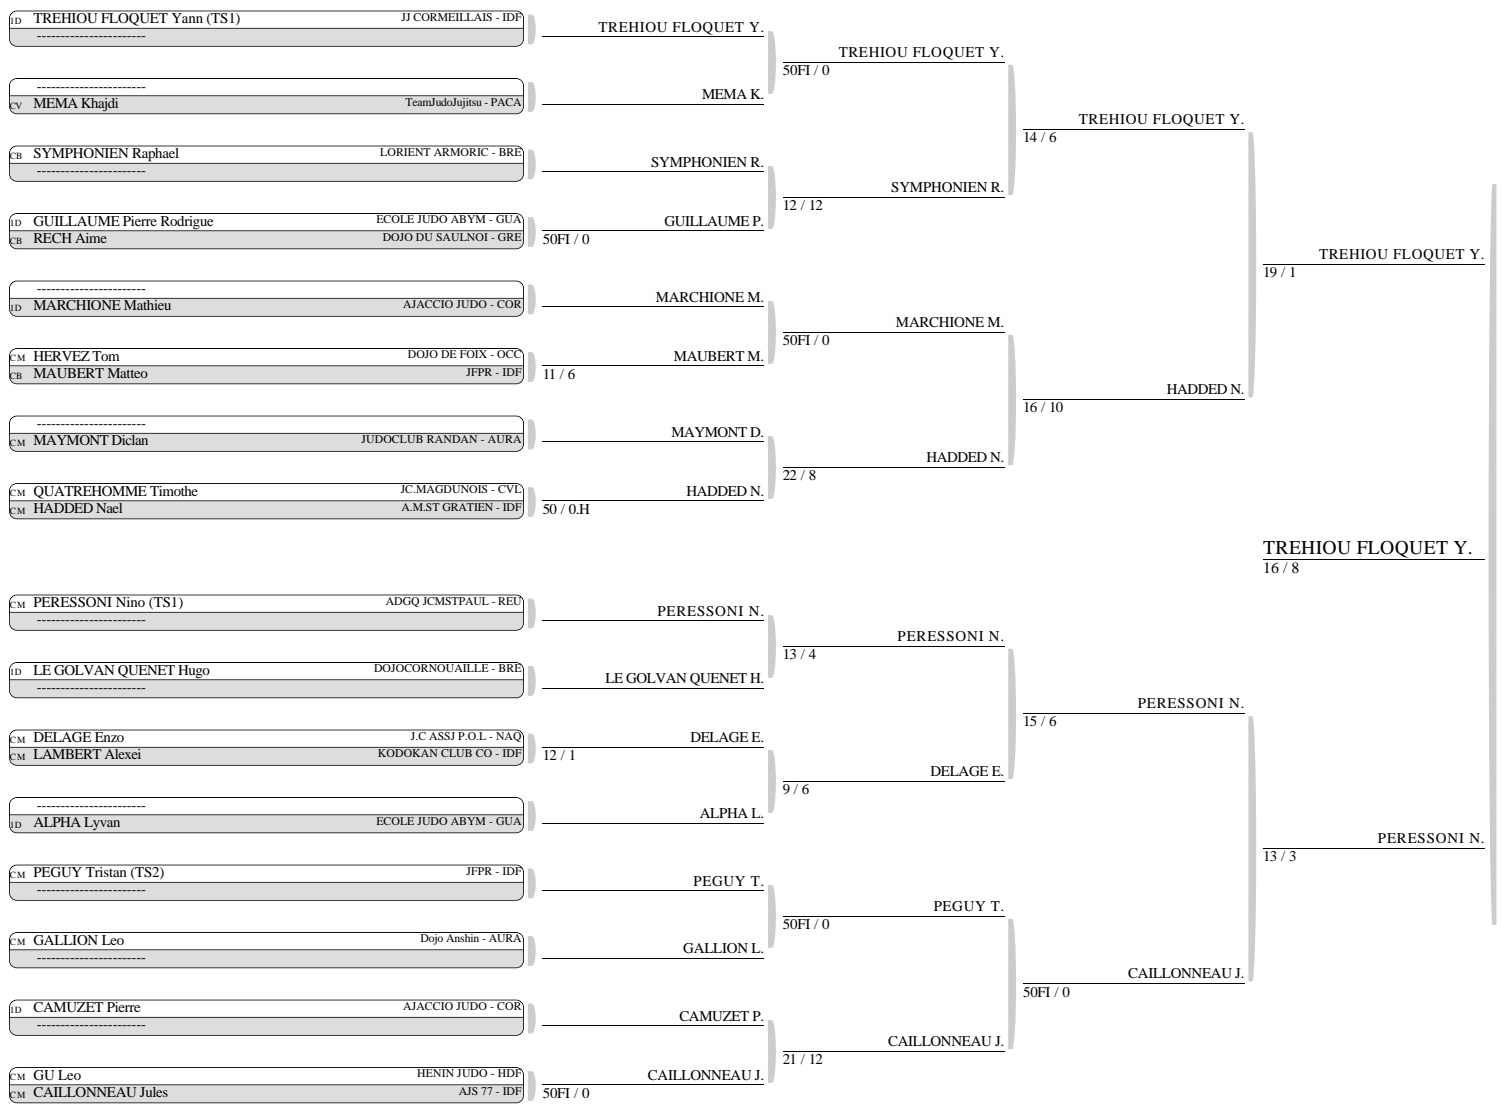 1D TREHIOU FLOQUET Yann (TS1) JJ CORMEILLAIS - IDF
-----------------------
TREHIOU FLOQUET Y.
-----------------------
CV MEMA Khajdi TeamJudoJujitsu - PACA
MEMA K.
TREHIOU FLOQUET Y.
50FI / 0
CB SYMPHONIEN Raphael LORIENT ARMORIC - BRE
-----------------------
SYMPHONIEN R.
1D GUILLAUME Pierre Rodrigue ECOLE JUDO ABYM - GUA
CB RECH Aime DOJO DU SAULNOI - GRE
GUILLAUME P.
50FI / 0
SYMPHONIEN R.
12 / 12
TREHIOU FLOQUET Y.
14 / 6
-----------------------
1D MARCHIONE Mathieu AJACCIO JUDO - COR
MARCHIONE M.
CM HERVEZ Tom DOJO DE FOIX - OCC
CB MAUBERT Matteo JFPR - IDF
MAUBERT M.
11 / 6
MARCHIONE M.
50FI / 0
-----------------------
CM MAYMONT Diclan JUDOCLUB RANDAN - AURA
MAYMONT D.
CM QUATREHOMME Timothe JC.MAGDUNOIS - CVL
CM HADDED Nael A.M.ST GRATIEN - IDF
HADDED N.
50 / 0.H
HADDED N.
22 / 8
HADDED N.
16 / 10
TREHIOU FLOQUET Y.
19 / 1
TREHIOU FLOQUET Y.
16 / 8
CM PERESSONI Nino (TS1) ADGQ JCMSTPAUL - REU
-----------------------
PERESSONI N.
1D LE GOLVAN QUENET Hugo DOJOCORNOUAILLE - BRE
-----------------------
LE GOLVAN QUENET H.
PERESSONI N.
13 / 4
CM DELAGE Enzo J.C ASSJ P.O.L - NAQ
CM LAMBERT Alexei KODOKAN CLUB CO - IDF
DELAGE E.
12 / 1
-----------------------
1D ALPHA Lyvan ECOLE JUDO ABYM - GUA
ALPHA L.
DELAGE E.
9 / 6
PERESSONI N.
15 / 6
CM PEGUY Tristan (TS2) JFPR - IDF
-----------------------
PEGUY T.
CM GALLION Leo Dojo Anshin - AURA
-----------------------
GALLION L.
PEGUY T.
50FI / 0
1D CAMUZET Pierre AJACCIO JUDO - COR
-----------------------
CAMUZET P.
CM GU Leo HENIN JUDO - HDF
CM CAILLONNEAU Jules AJS 77 - IDF
CAILLONNEAU J.
50FI / 0
CAILLONNEAU J.
21 / 12
CAILLONNEAU J.
50FI / 0
PERESSONI N.
13 / 3